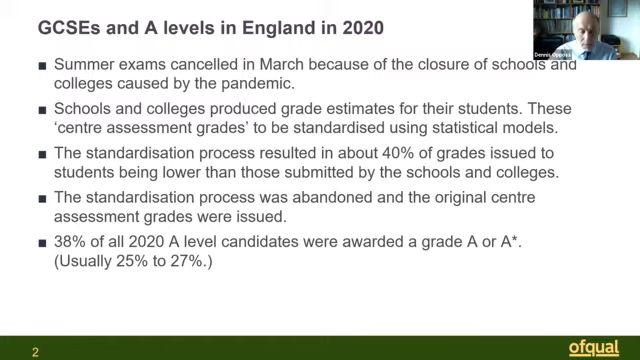 GCSEs and A levels in England in 2020
Dennis Opposs
Summer exams cancelled in March because of the closure of schools and
colleges caused by the pandemic.
Schools and colleges produced grade estimates for their students. These
‘centre assessment grades’ to be standardised using statistical models.
The standardisation process resulted in about 40% of grades issued to
students being lower than those submitted by the schools and colleges.
The standardisation process was abandoned and the original centre
assessment grades were issued.
38% of all 2020 A level candidates were awarded a grade A or A*.
(Usually 25% to 27%.)
2
ofqual